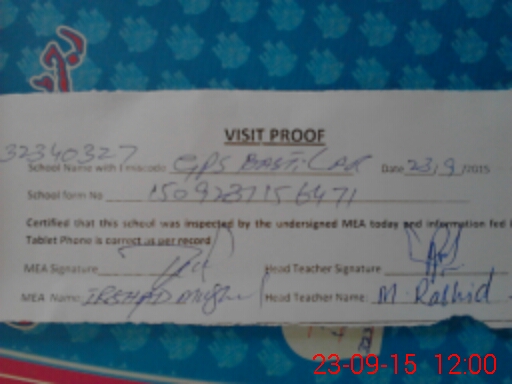 VISIT PROOF
32340327
School Name with Emiscode GPS BASTI LAR Date 23/9/2015
School form No 1509231156471
Certified that this school was inspected by the undersigned MEA today and information fed
Tablet Phone is correct as per record
MEA Signature Head Teacher Signature
MEA Name: IRSHAD Head Teacher Name: M. Rashid
23-09-15 12:00